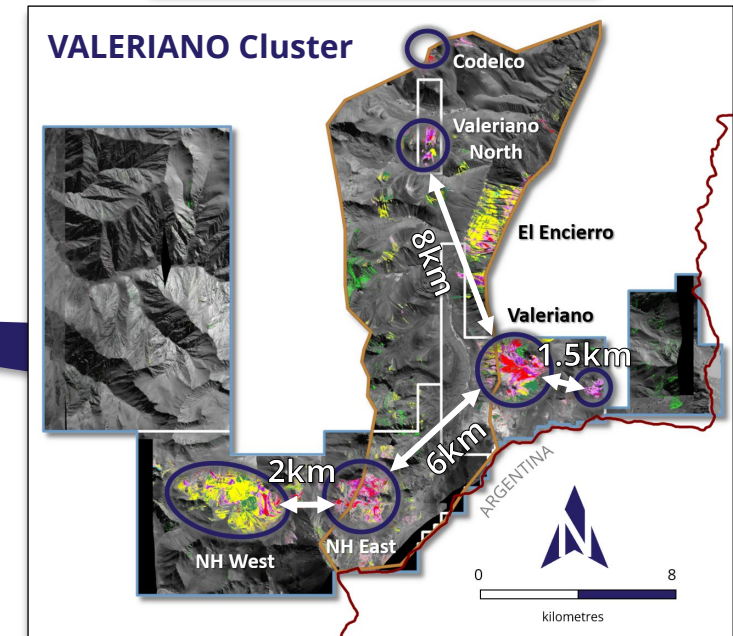 VALERIANO Cluster
Codelco
Valeriano
North
El Encierro
8km
Valeriano
1.5km
6km
ARGENTINA
2km
NH West
NH East
N
0
8
kilometres